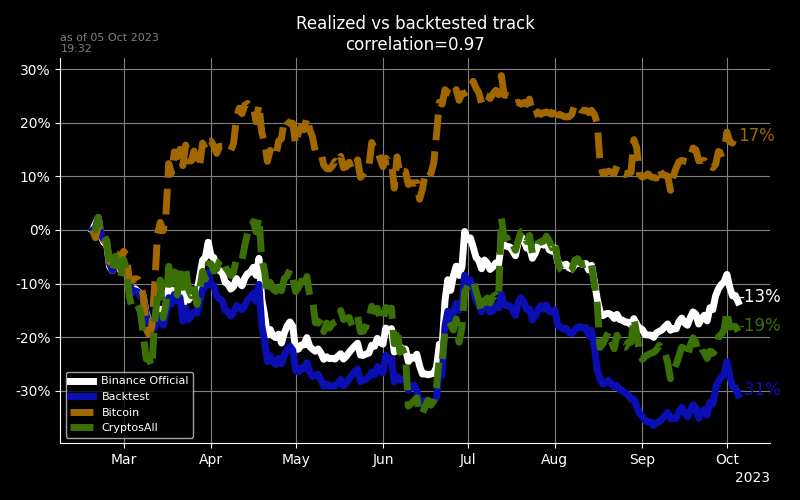 Realized vs backtested track
correlation=0.97
as of 05 Oct 2023
19:32
30%
20%
10%
0%
-10%
-20%
-30%
17%
-13%
-19%
-31%
Binance Official
Backtest
Bitcoin
CryptosAll
Mar
Apr
May
Jun
Jul
Aug
Sep
Oct
2023